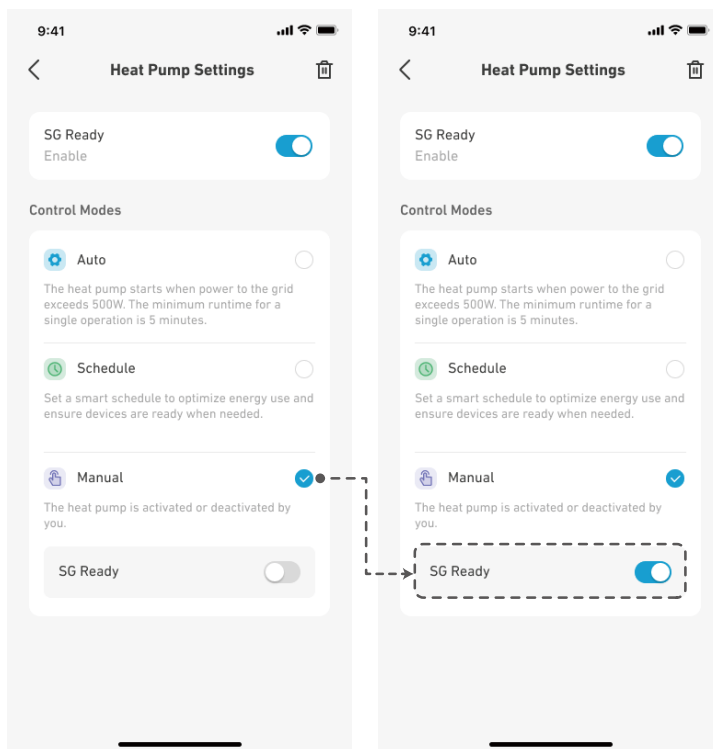 9:41
Heat Pump Settings
SG Ready
Enable
Control Modes
Auto
The heat pump starts when power to the grid
exceeds 500W. The minimum runtime for a
single operation is 5 minutes.
Schedule
Set a smart schedule to optimize energy use and
ensure devices are ready when needed.
Manual
The heat pump is activated or deactivated by
you.
SG Ready
9:41
Heat Pump Settings
SG Ready
Enable
Control Modes
Auto
The heat pump starts when power to the grid
exceeds 500W. The minimum runtime for a
single operation is 5 minutes.
Schedule
Set a smart schedule to optimize energy use and
ensure devices are ready when needed.
Manual
The heat pump is activated or deactivated by
you.
SG Ready